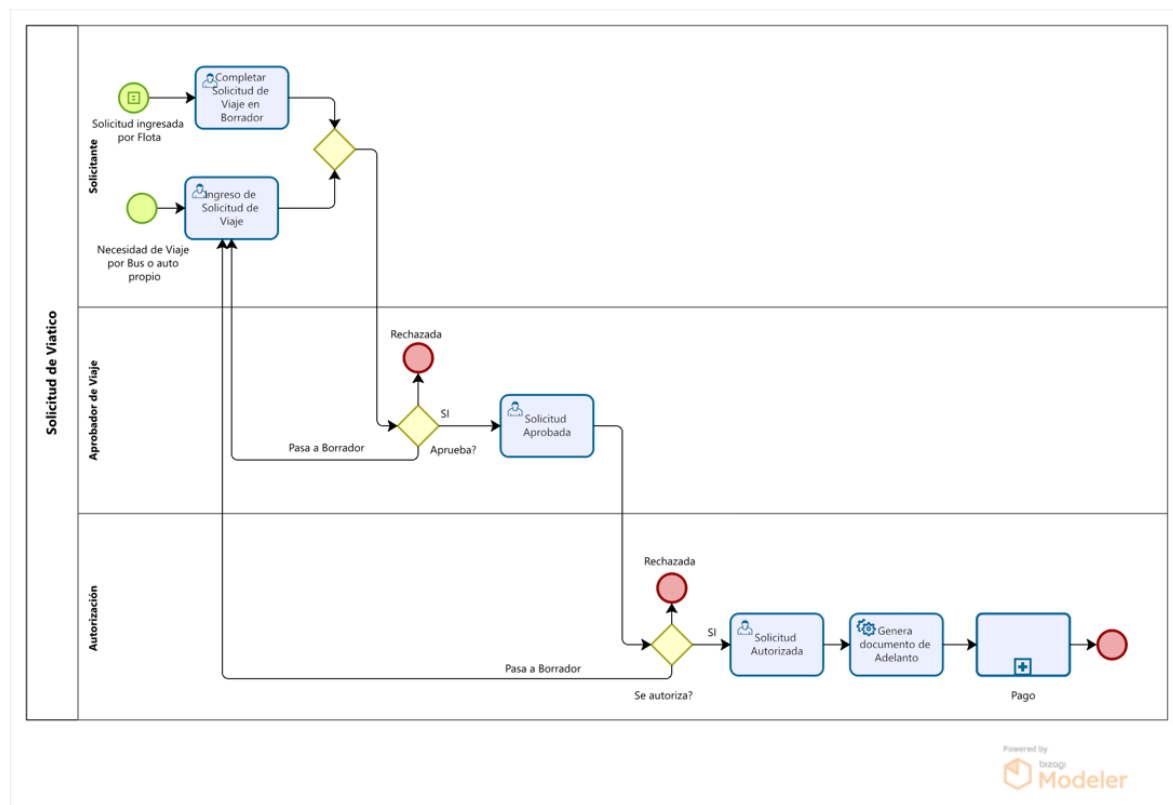 Solicitud de Viatico
Solicitante
Solicitud ingresada
por Flota
Completar
Solicitud de
Viaje en
Borrador
Necesidad de Viaje
por Bus o auto
propio
Ingreso de
Solicitud de
Viaje
Aprobador de Viaje
Rechazada
SI
Aprueba?
Pasa a Borrador
Solicitud
Aprobada
Autorización
Rechazada
SI
Se autoriza?
Pasa a Borrador
Solicitud
Autorizada
Genera
documento de
Adelanto
Pago
Powered by
bizagi
Modeler